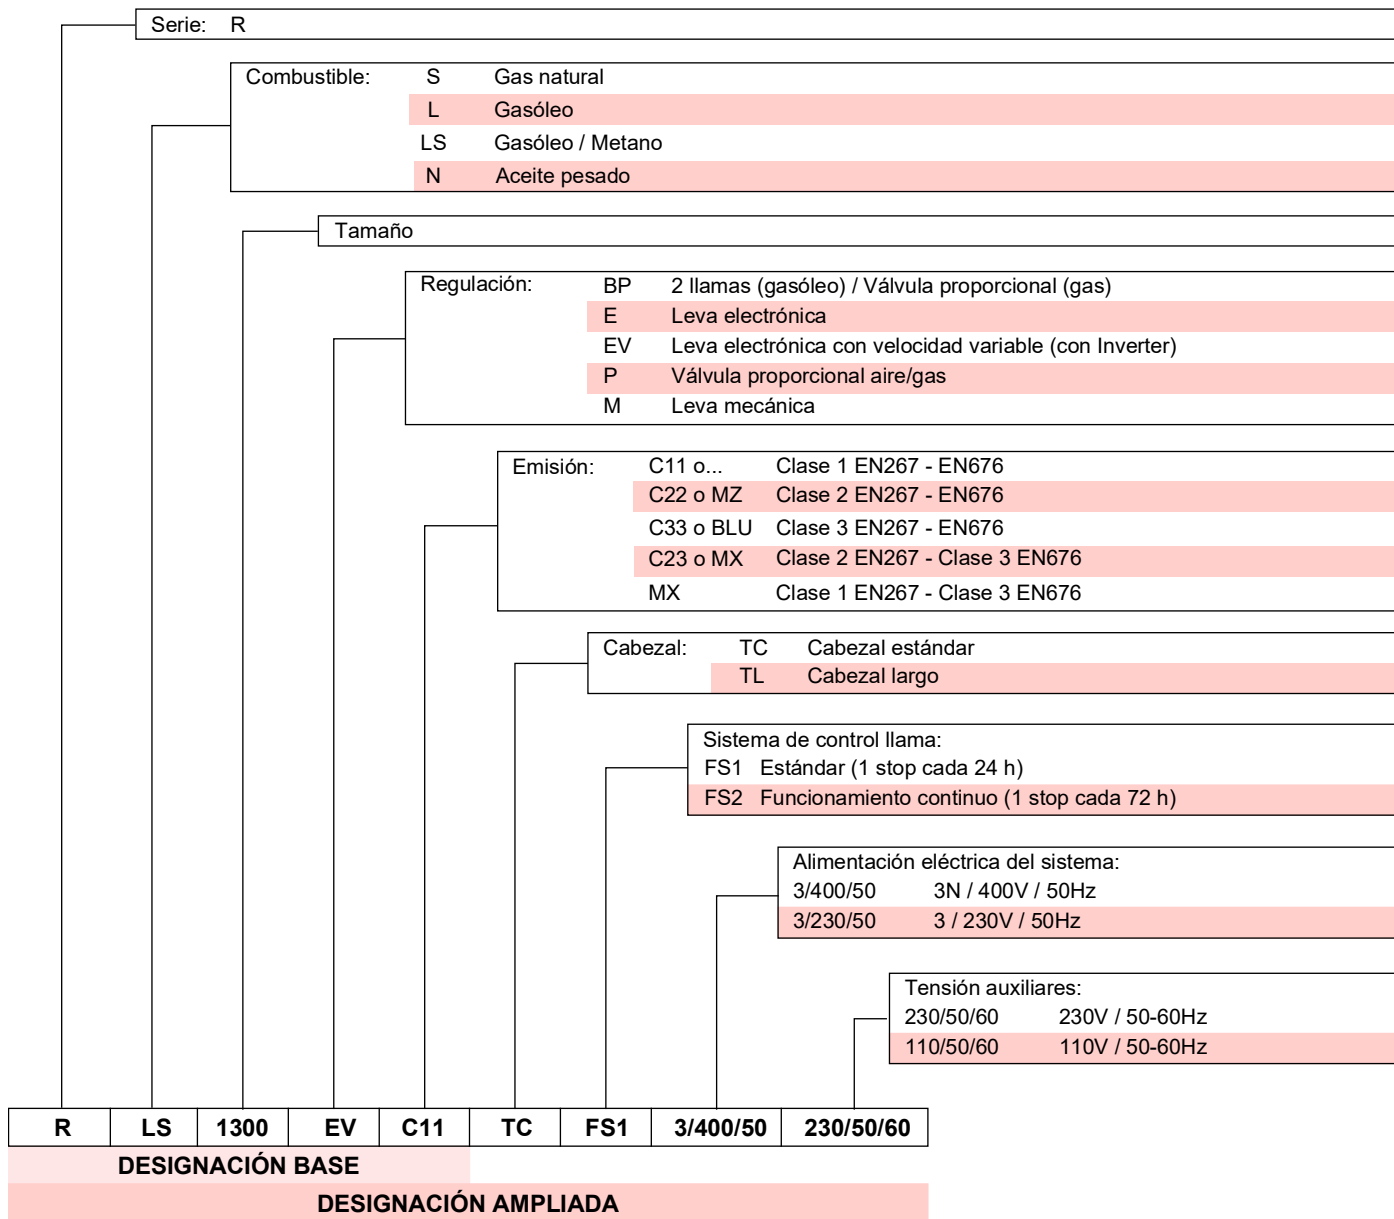 Serie: R
Combustible: S Gas natural
L Gasóleo
LS Gasóleo / Metano
N Aceite pesado
Tamaño
Regulación: BP 2 llamas (gasóleo) / Válvula proporcional (gas)
E Leva electrónica
EV Leva electrónica con velocidad variable (con Inverter)
P Válvula proporcional aire/gas
M Leva mecánica
Emisión: C11 o... Clase 1 EN267 - EN676
C22 o MZ Clase 2 EN267 - EN676
C33 o BLU Clase 3 EN267 - EN676
C23 o MX Clase 2 EN267 - Clase 3 EN676
MX Clase 1 EN267 - Clase 3 EN676
Cabezal: TC Cabezal estándar
TL Cabezal largo
Sistema de control llama:
FS1 Estándar (1 stop cada 24 h)
FS2 Funcionamiento continuo (1 stop cada 72 h)
Alimentación eléctrica del sistema:
3/400/50 3N / 400V / 50Hz
3/230/50 3 / 230V / 50Hz
Tensión auxiliares:
230/50/60 230V / 50-60Hz
110/50/60 110V / 50-60Hz
R LS 1300 EV C11 TC FS1 3/400/50 230/50/60
DESIGNACIÓN BASE
DESIGNACIÓN AMPLIADA